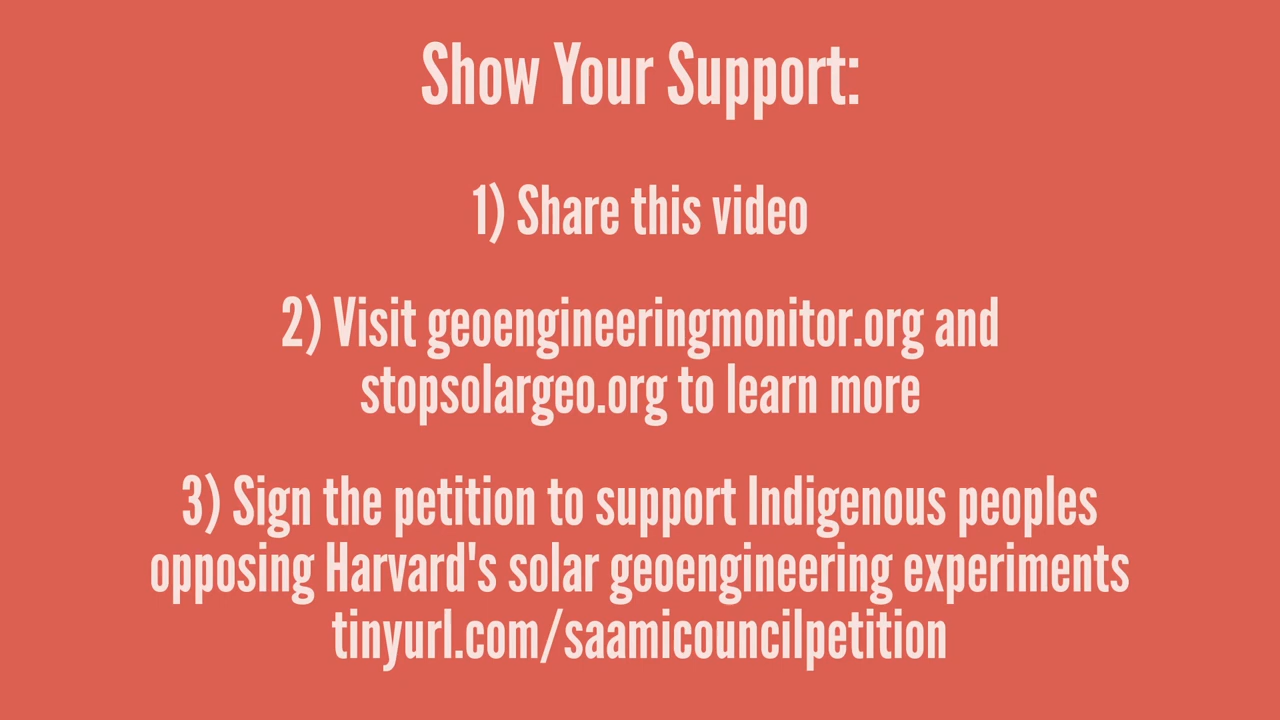 Show Your Support:
1) Share this video
2) Visit geoengineeringmonitor.org and
stopsolargeo.org to learn more
3) Sign the petition to support Indigenous peoples
opposing Harvard's solar geoengineering experiments
tinyurl.com/saamicouncilpetition